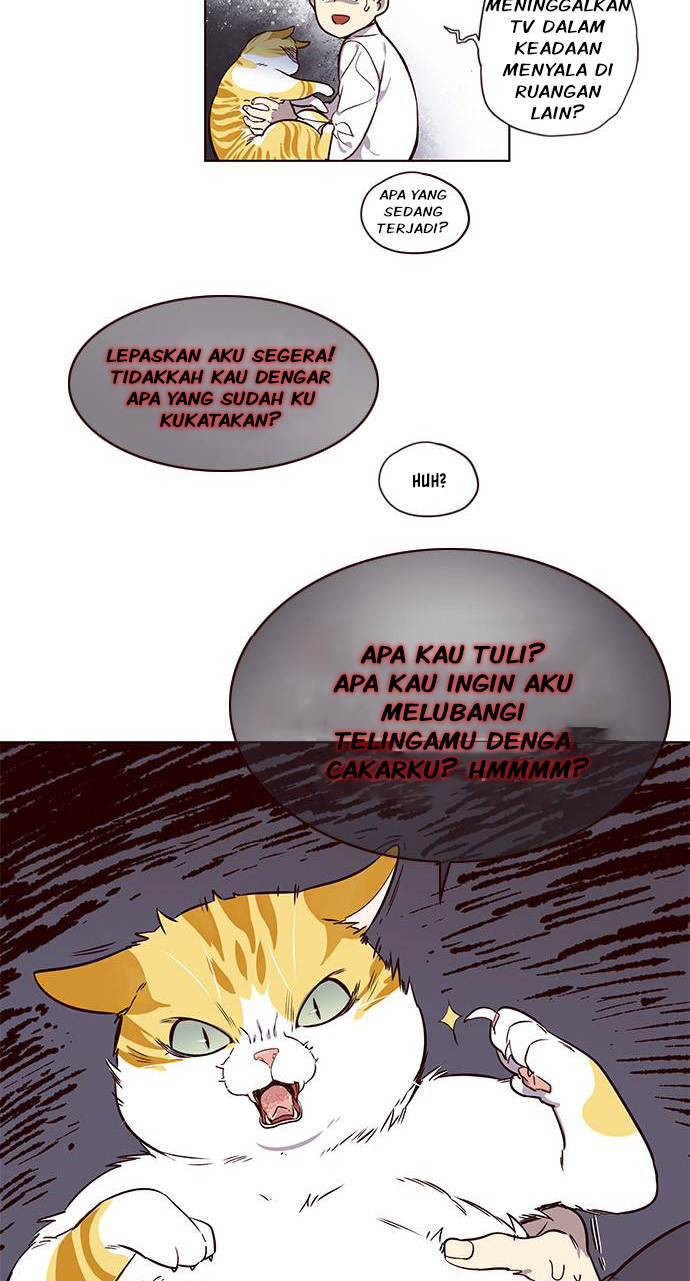 MENINGGALKAN
TV DALAM
KEADAAN
MENYALA DI
RUANGAN
LAIN?
APA YANG
SEDANG
TERJADI?
LEPASKAN AKU SEGERA!
TIDAKKAH KAU DENGAR
APA YANG SUDAH KU
KUKATAKAN?
HUH?
APA KAU TULI?
APA KAU INGIN AKU
MELUBANGI
TELINGAMU DENGA
CAKARKU? HMMMM?